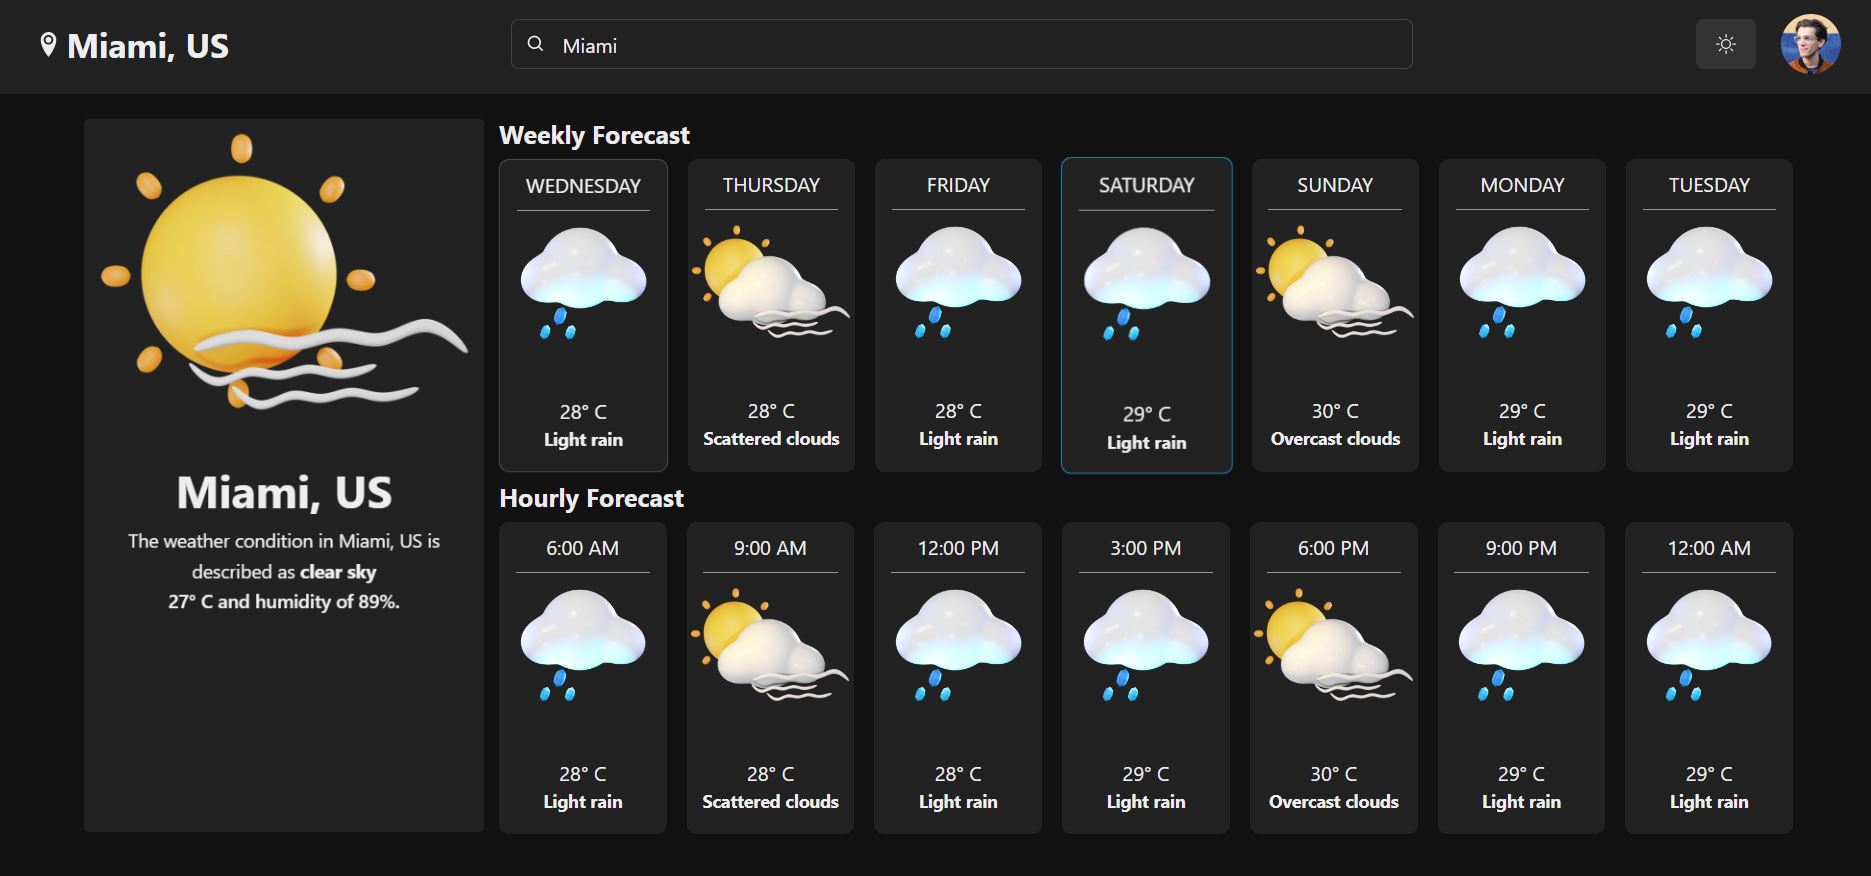 Miami, US
Miami
Miami, US
The weather condition in Miami, US is
described as clear sky
27° C and humidity of 89%.
Weekly Forecast
WEDNESDAY
28° C
Light rain
THURSDAY
28° C
Scattered clouds
FRIDAY
28° C
Light rain
SATURDAY
29° C
Light rain
SUNDAY
30° C
Overcast clouds
MONDAY
29° C
Light rain
TUESDAY
29° C
Light rain
Hourly Forecast
6:00 AM
28° C
Light rain
9:00 AM
28° C
Scattered clouds
12:00 PM
28° C
Light rain
3:00 PM
29° C
Light rain
6:00 PM
30° C
Overcast clouds
9:00 PM
29° C
Light rain
12:00 AM
29° C
Light rain